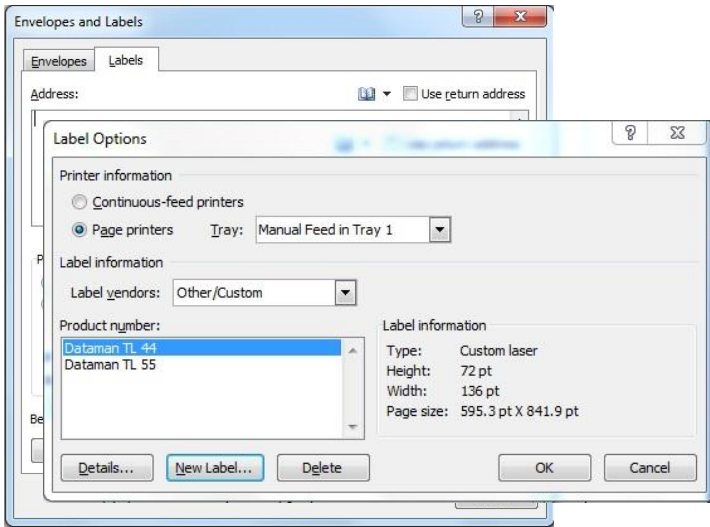 Envelopes and Labels
Envelopes Labels
Address: Use return address
Label Options
Printer information
Continuous-feed printers
Page printers Tray: Manual Feed in Tray 1
Label information
Label vendors: Other/Custom
Product number: Label information
Dataman TL 44 Type: Custom laser
Dataman TL 55 Height: 72 pt
Width: 136 pt
Page size: 595.3 pt X 841.9 pt
Details... New Label... Delete OK Cancel